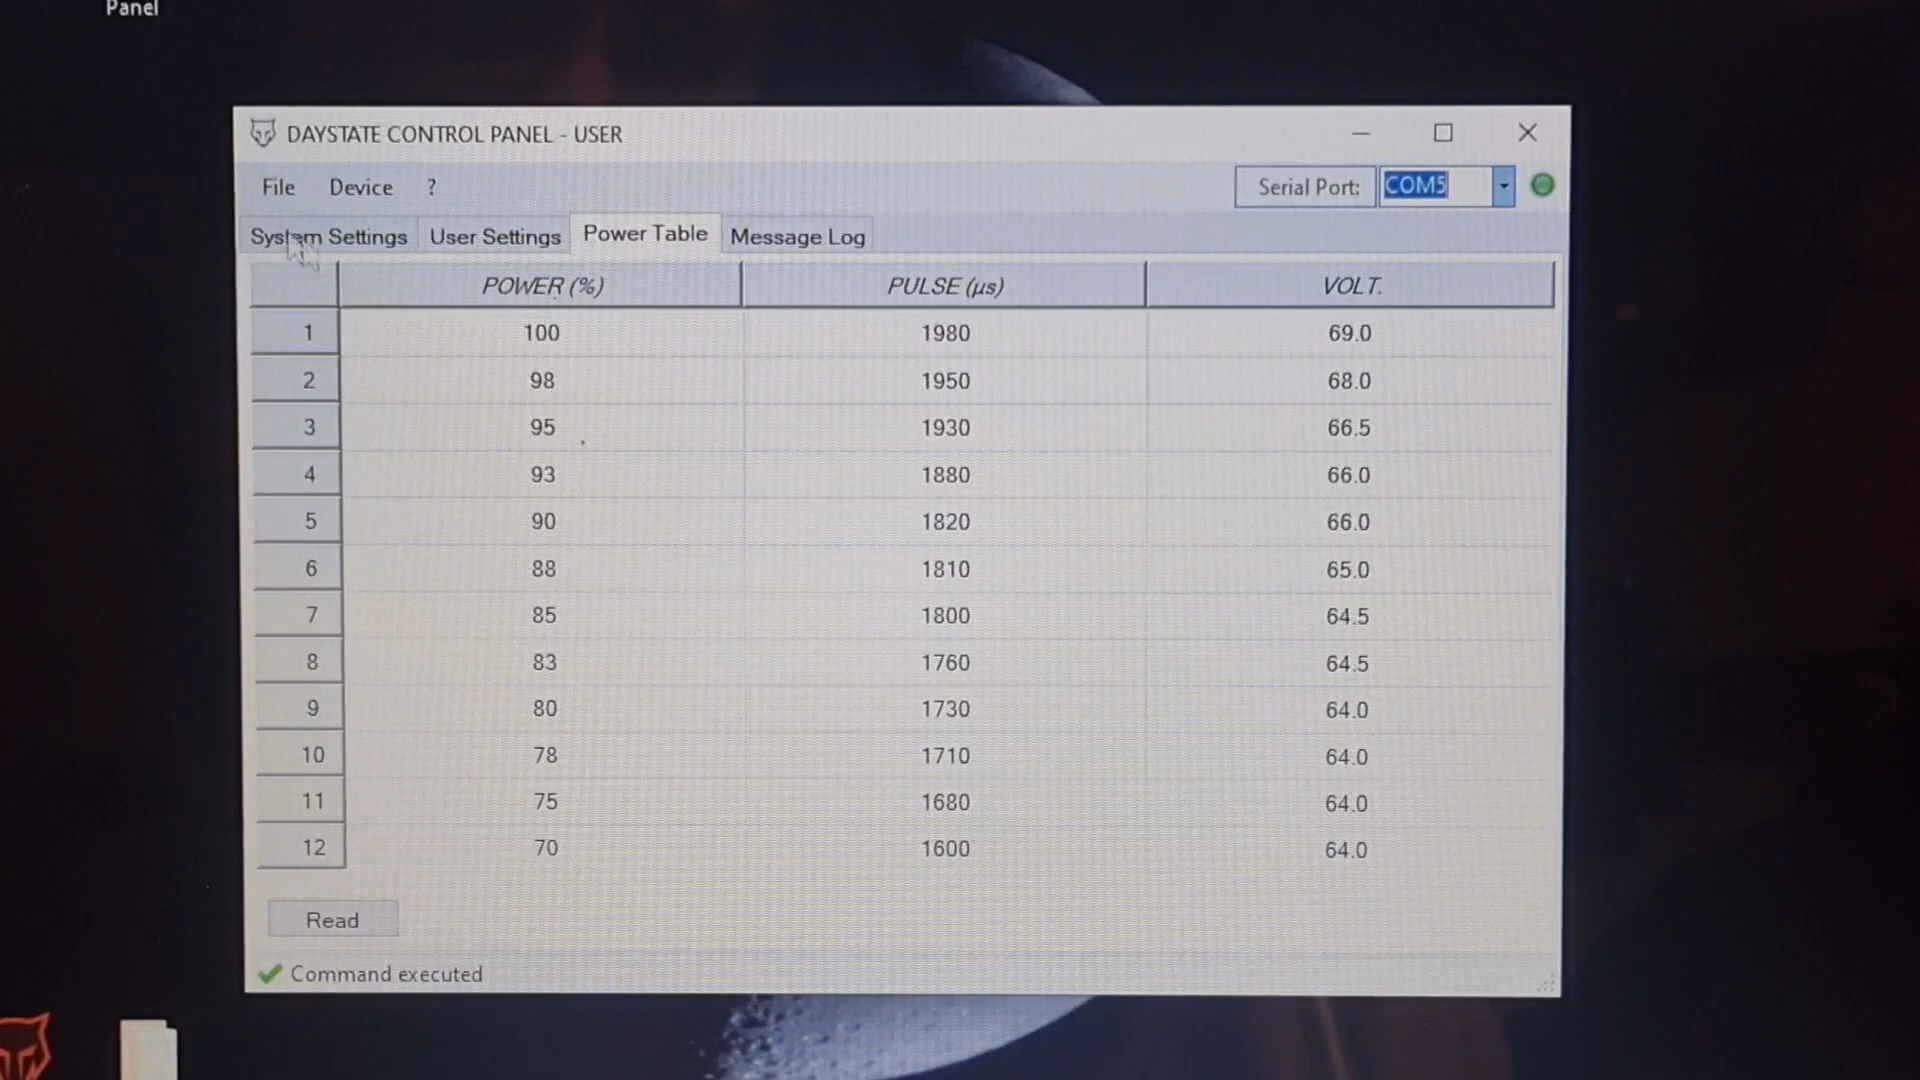 Panel
DAYSTATE CONTROL PANEL - USER
File Device ? Serial Port: COM5
System Settings User Settings Power Table Message Log
POWER (%) PULSE (µs) VOLT.
1 100 1980 69.0
2 98 1950 68.0
3 95 1930 66.5
4 93 1880 66.0
5 90 1820 66.0
6 88 1810 65.0
7 85 1800 64.5
8 83 1760 64.5
9 80 1730 64.0
10 78 1710 64.0
11 75 1680 64.0
12 70 1600 64.0
Read
Command executed